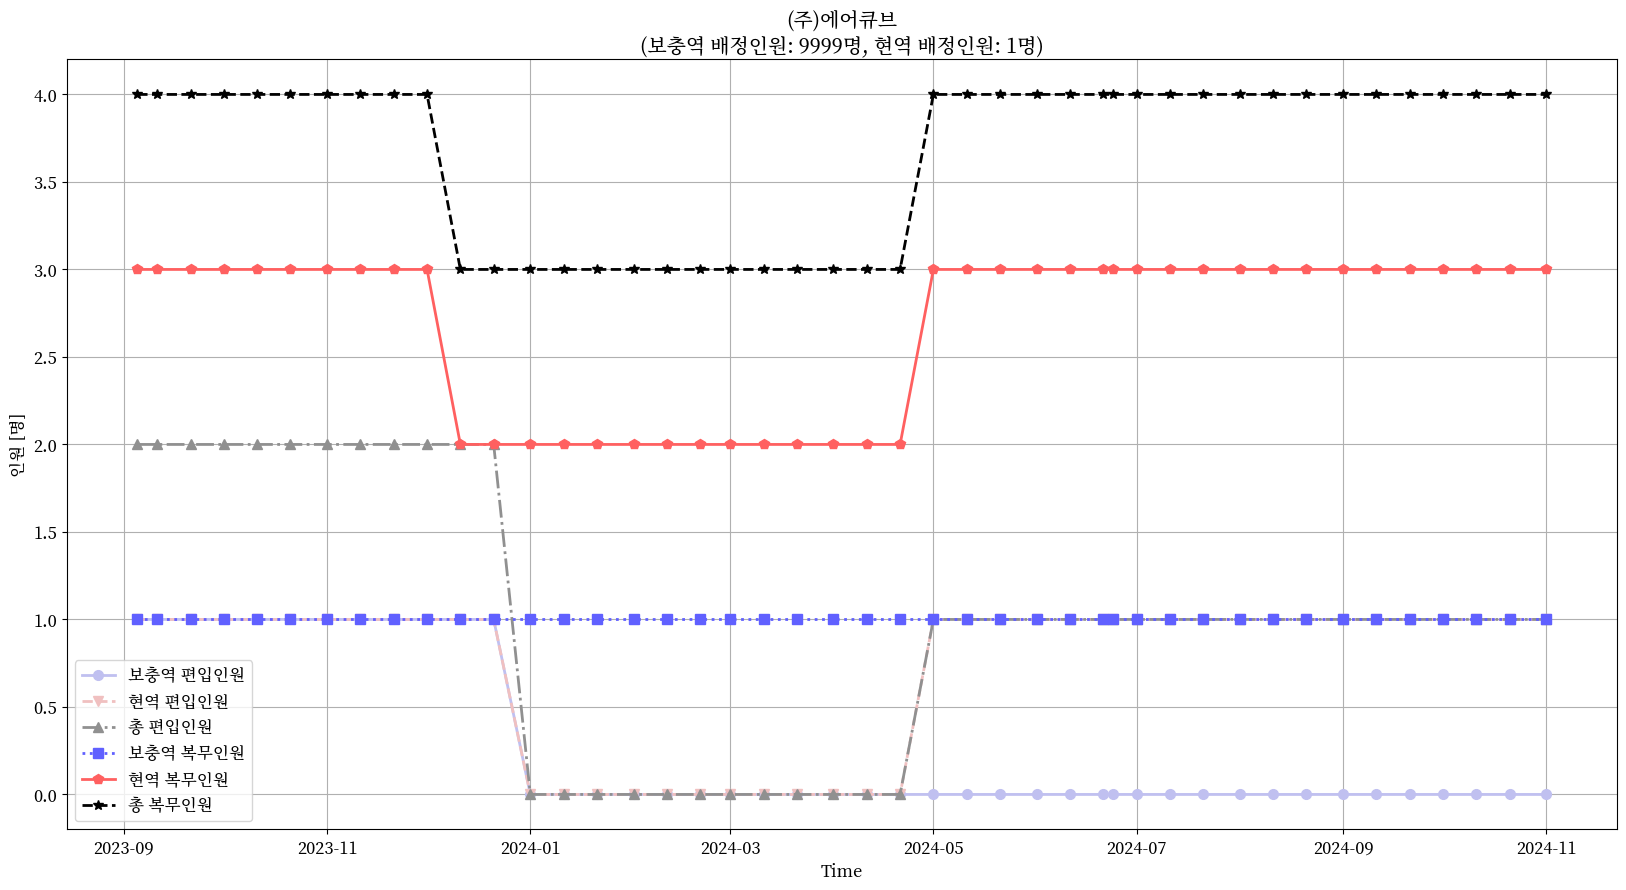 (주)에어큐브
(보충역 배정인원: 9999명, 현역 배정인원: 1명)
4.0
3.5
3.0
2.5
2.0
1.5
1.0
0.5
0.0
인원 [명]
보충역 편입인원
현역 편입인원
총 편입인원
보충역 복무인원
현역 복무인원
총 복무인원
2023-09
2023-11
2024-01
2024-03
2024-05
2024-07
2024-09
2024-11
Time